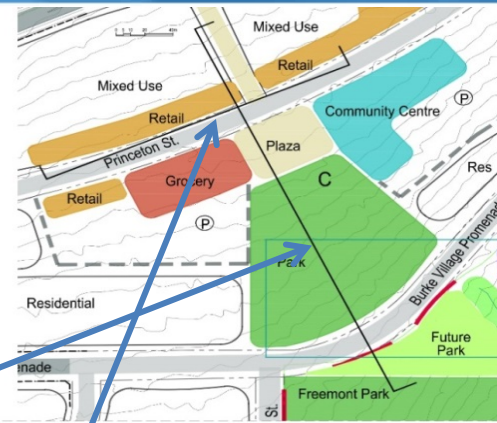 Mixed Use
Retail
Mixed Use
Retail
Community Centre
P
Princeton St.
Plaza
Grocery
Retail
P
C
Res
Park
Burke Village Promenad
Residential
Future
Park
enade
Freemont Park
St.